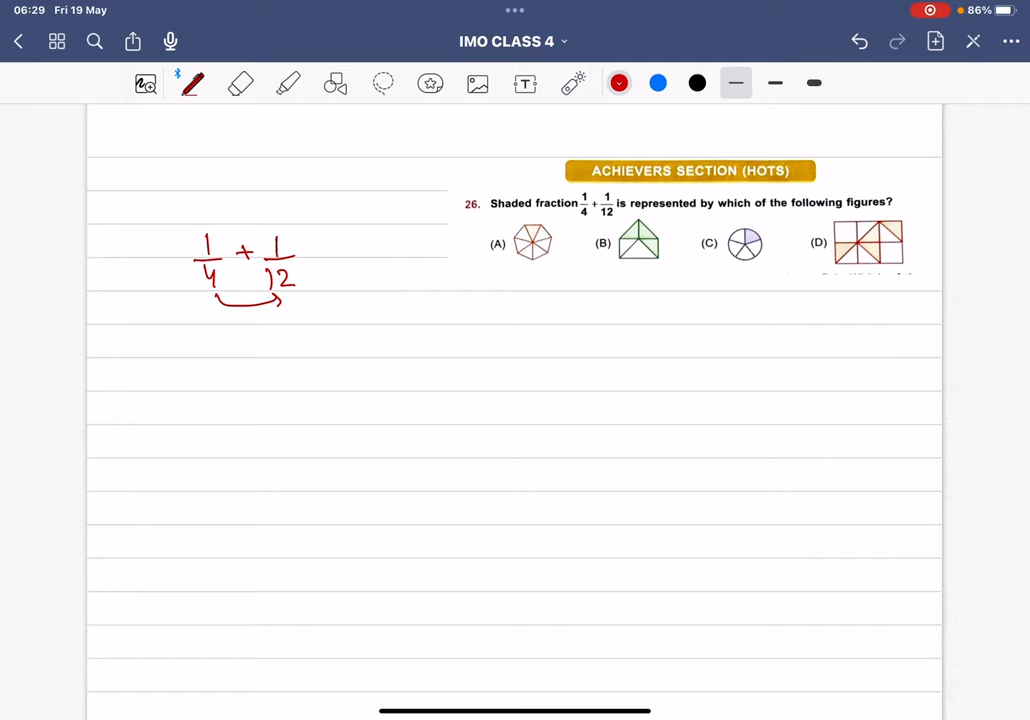 06:29 Fri 19 May
86%
IMO CLASS 4
T
ACHIEVERS SECTION (HOTS)
26. Shaded fraction 1/4 + 1/12 is represented by which of the following figures?
(A) (B) (C) (D)
1/4 + 1/12